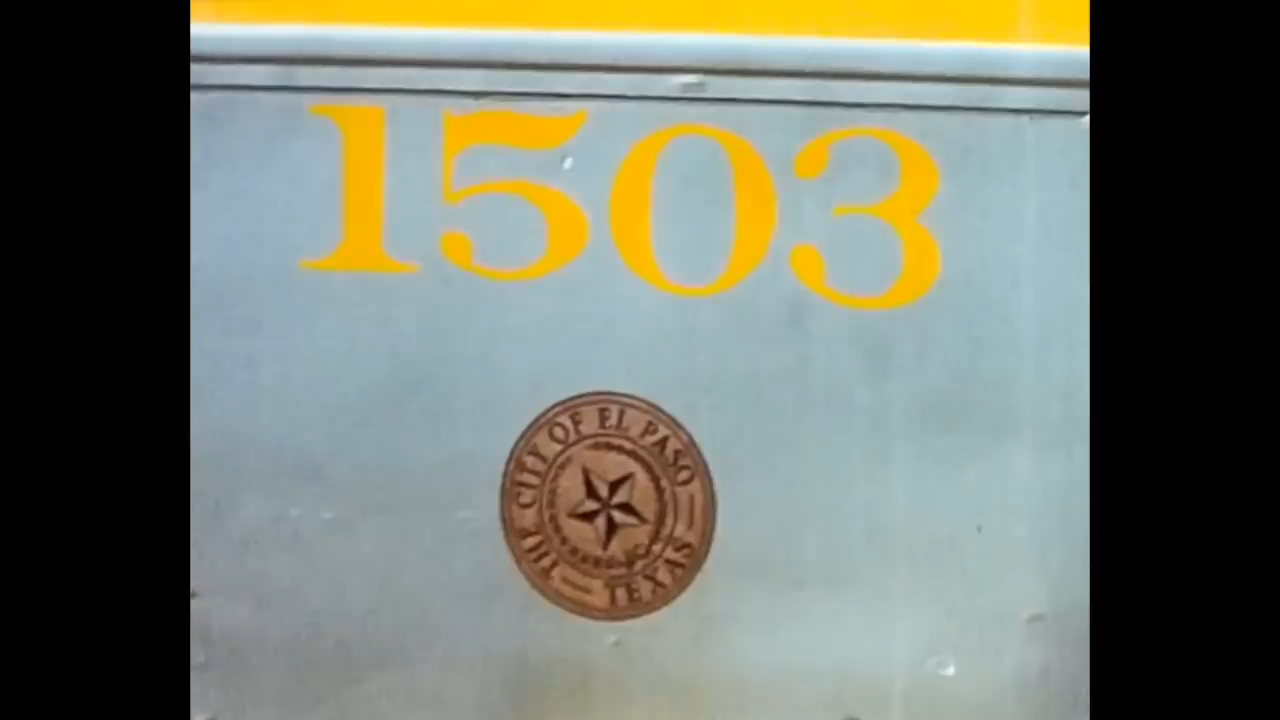 1503
THE CITY OF EL PASO — TEXAS —